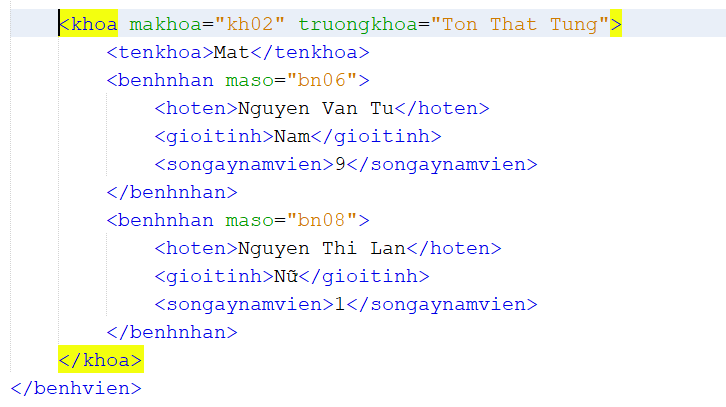 <khoa makhoa="kh02" truongkhoa="Ton That Tung">
<tenkhoa>Mat</tenkhoa>
<benhnhan maso="bn06">
<hoten>Nguyen Van Tu</hoten>
<gioitinh>Nam</gioitinh>
<songaynamvien>9</songaynamvien>
</benhnhan>
<benhnhan maso="bn08">
<hoten>Nguyen Thi Lan</hoten>
<gioitinh>Nữ</gioitinh>
<songaynamvien>1</songaynamvien>
</benhnhan>
</khoa>
</benhvien>